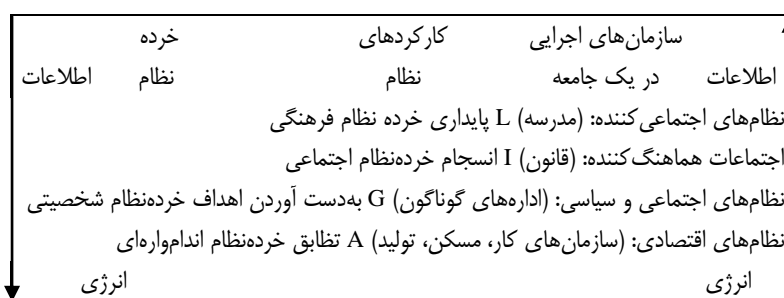 سازمان‌های اجرایی کارکردهای خرده
اطلاعات در یک جامعه نظام نظام اطلاعات
نظام‌های اجتماعی‌کننده: (مدرسه) L پایداری خرده نظام فرهنگی
اجتماعات هماهنگ‌کننده: (قانون) I انسجام خرده‌نظام اجتماعی
نظام‌های اجتماعی و سیاسی: (اداره‌های گوناگون) G به‌دست آوردن اهداف خرده‌نظام شخصیتی
نظام‌های اقتصادی: (سازمان‌های کار، مسکن، تولید) A تظابق خرده‌نظام اندام‌واره‌ای
انرژی انرژی